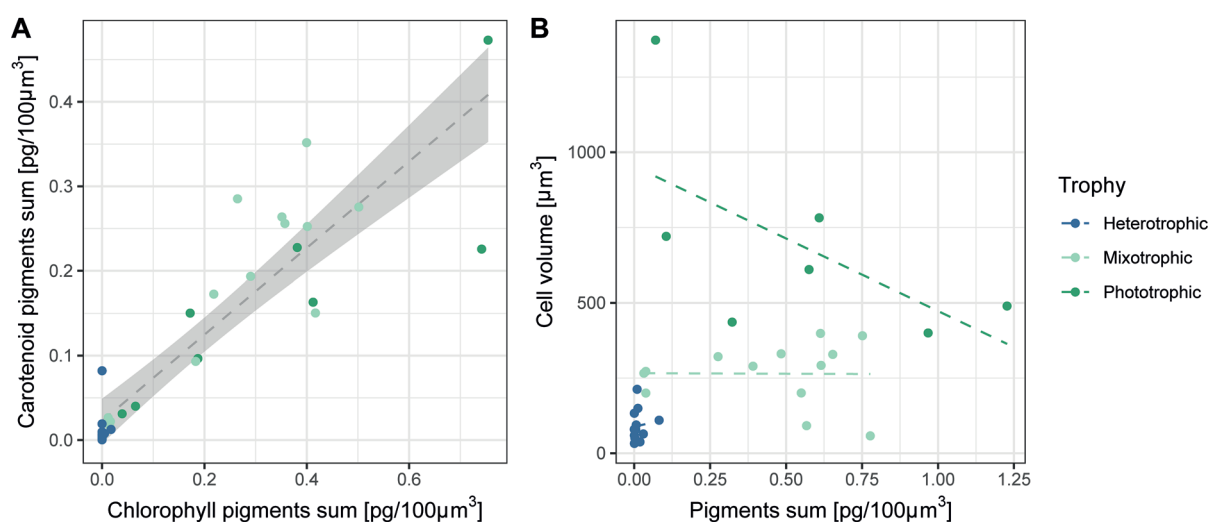 A
Carotenoid pigments sum [pg/100µm³]
0.4
0.3
0.2
0.1
0.0
0.0
0.2
0.4
0.6
Chlorophyll pigments sum [pg/100µm³]
B
Cell volume [µm³]
1000
500
0
0.00
0.25
0.50
0.75
1.00
1.25
Pigments sum [pg/100µm³]
Trophy
Heterotrophic
Mixotrophic
Phototrophic